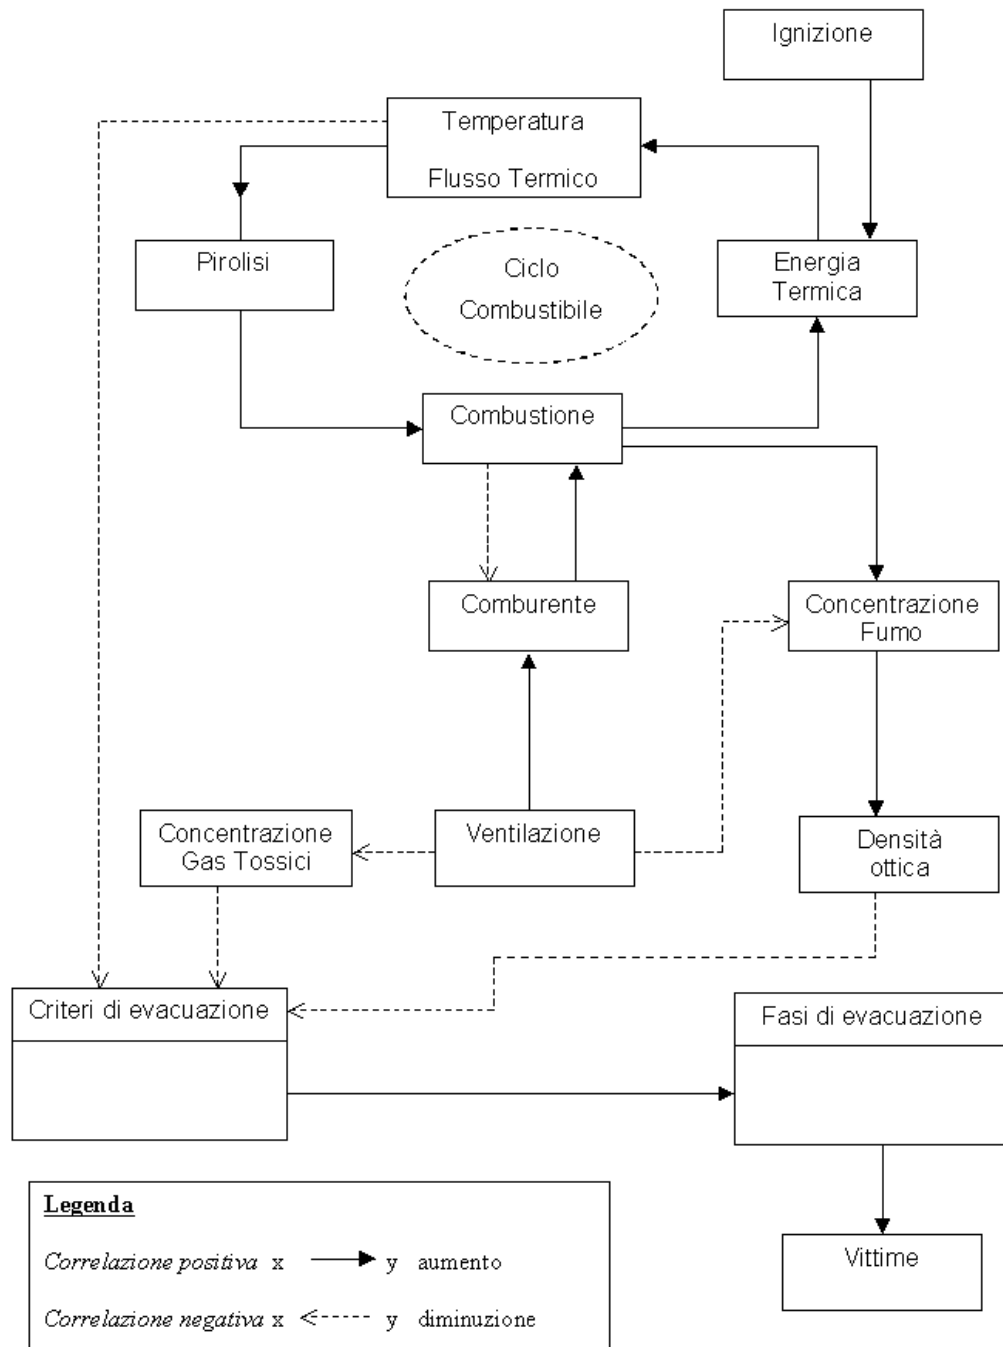 Ignizione
Temperatura
Flusso Termico
Pirolisi
Ciclo
Combustibile
Energia
Termica
Combustione
Comburente
Concentrazione
Fumo
Concentrazione
Gas Tossici
Ventilazione
Densità
ottica
Criteri di evacuazione
Fasi di evacuazione
Legenda
Correlazione positiva x y aumento
Correlazione negativa x y diminuzione
Vittime